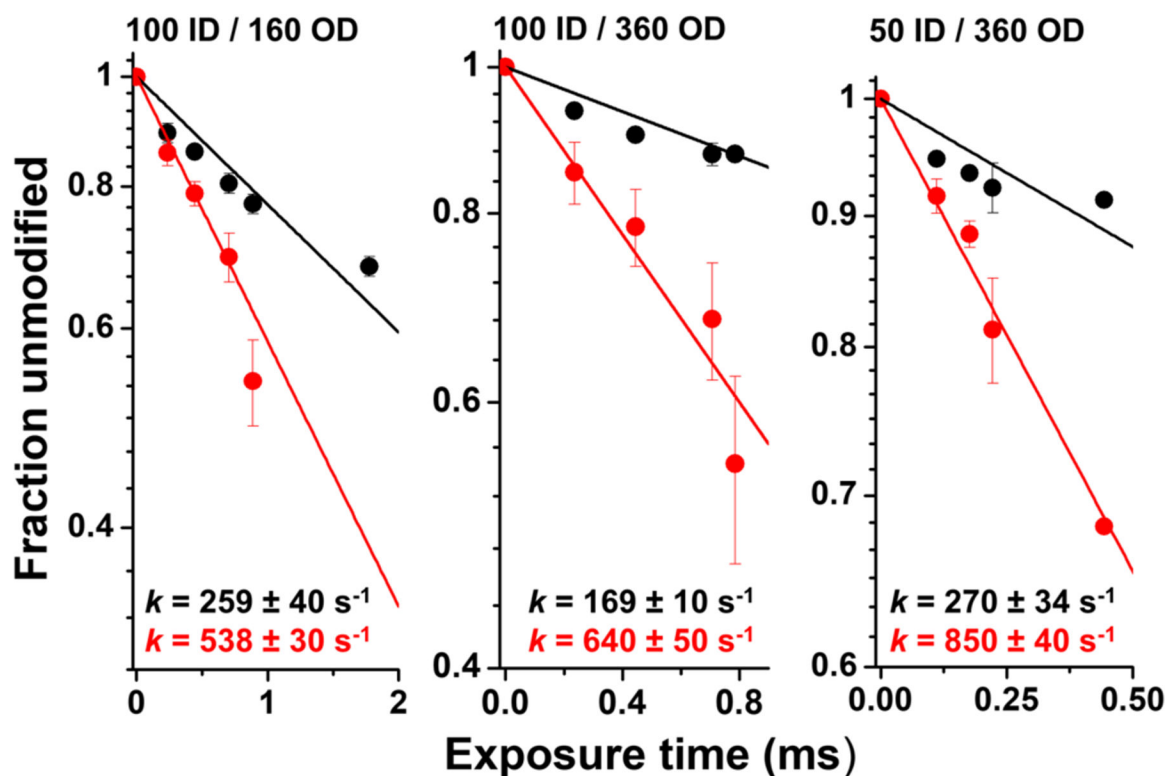 100 ID / 160 OD
100 ID / 360 OD
50 ID / 360 OD
Fraction unmodified
1
0.8
0.6
0.4
k = 259 ± 40 s-1
k = 538 ± 30 s-1
0
1
2
1
0.8
0.6
0.4
k = 169 ± 10 s-1
k = 640 ± 50 s-1
0.0
0.4
0.8
1
0.9
0.8
0.7
0.6
k = 270 ± 34 s-1
k = 850 ± 40 s-1
0.00
0.25
0.50
Exposure time (ms)